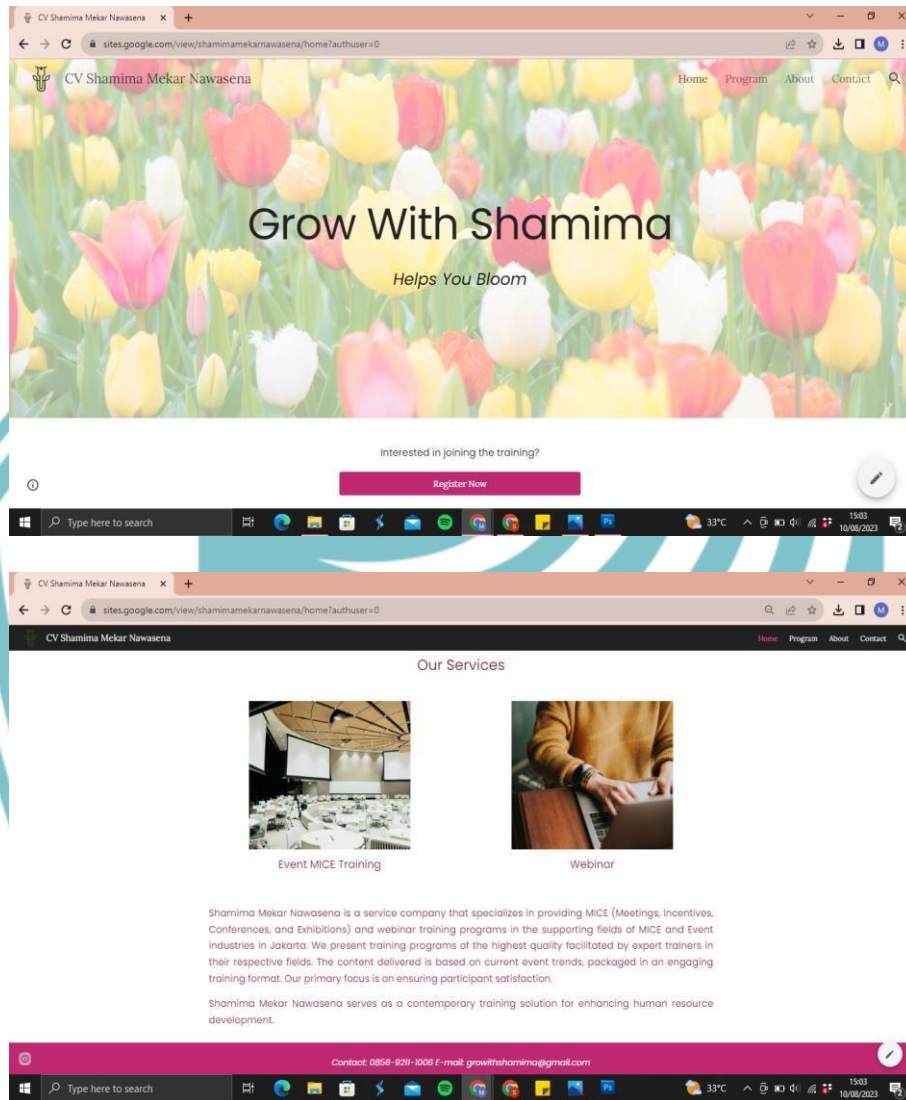 CV Shamima Mekar Nawasena
sites.google.com/view/shamimamekarnawasena/home?authuser=0
M
CV Shamima Mekar Nawasena
Home Program About Contact
Grow With Shamima
Helps You Bloom
Interested in joining the training?
Register Now
Type here to search
Ps
33°C
15:03
10/08/2023
2
CV Shamima Mekar Nawasena
sites.google.com/view/shamimamekarnawasena/home?authuser=0
M
CV Shamima Mekar Nawasena
Home Program About Contact
Our Services
Event MICE Training
Webinar
Shamima Mekar Nawasena is a service company that specializes in providing MICE (Meetings, Incentives,
Conferences, and Exhibitions) and webinar training programs in the supporting fields of MICE and Event
industries in Jakarta. We present training programs of the highest quality facilitated by expert trainers in
their respective fields. The content delivered is based on current event trends, packaged in an engaging
training format. Our primary focus is on ensuring participant satisfaction.
Shamima Mekar Nawasena serves as a contemporary training solution for enhancing human resource
development.
Contact: 0856-9211-1006 E-mail: growithshamima@gmail.com
Type here to search
Ps
33°C
15:03
10/08/2023
2